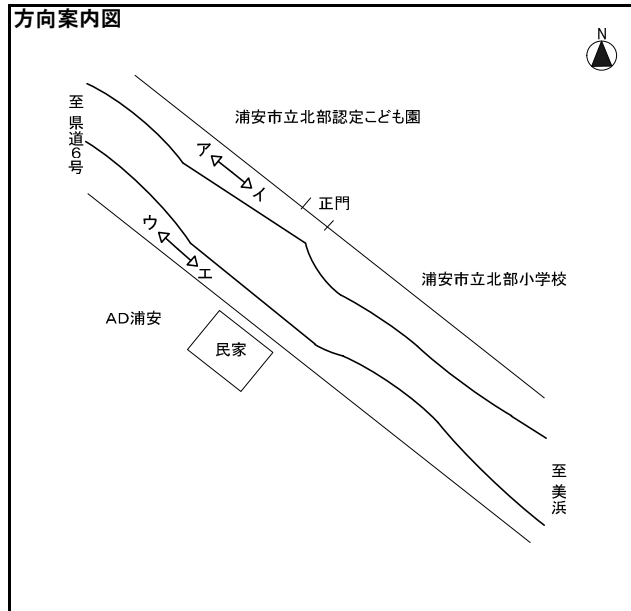 方向案内図
N
浦安市立北部認定こども園
至 県道6号
ア
イ
正門
ウ
エ
浦安市立北部小学校
AD浦安
民家
至 美浜